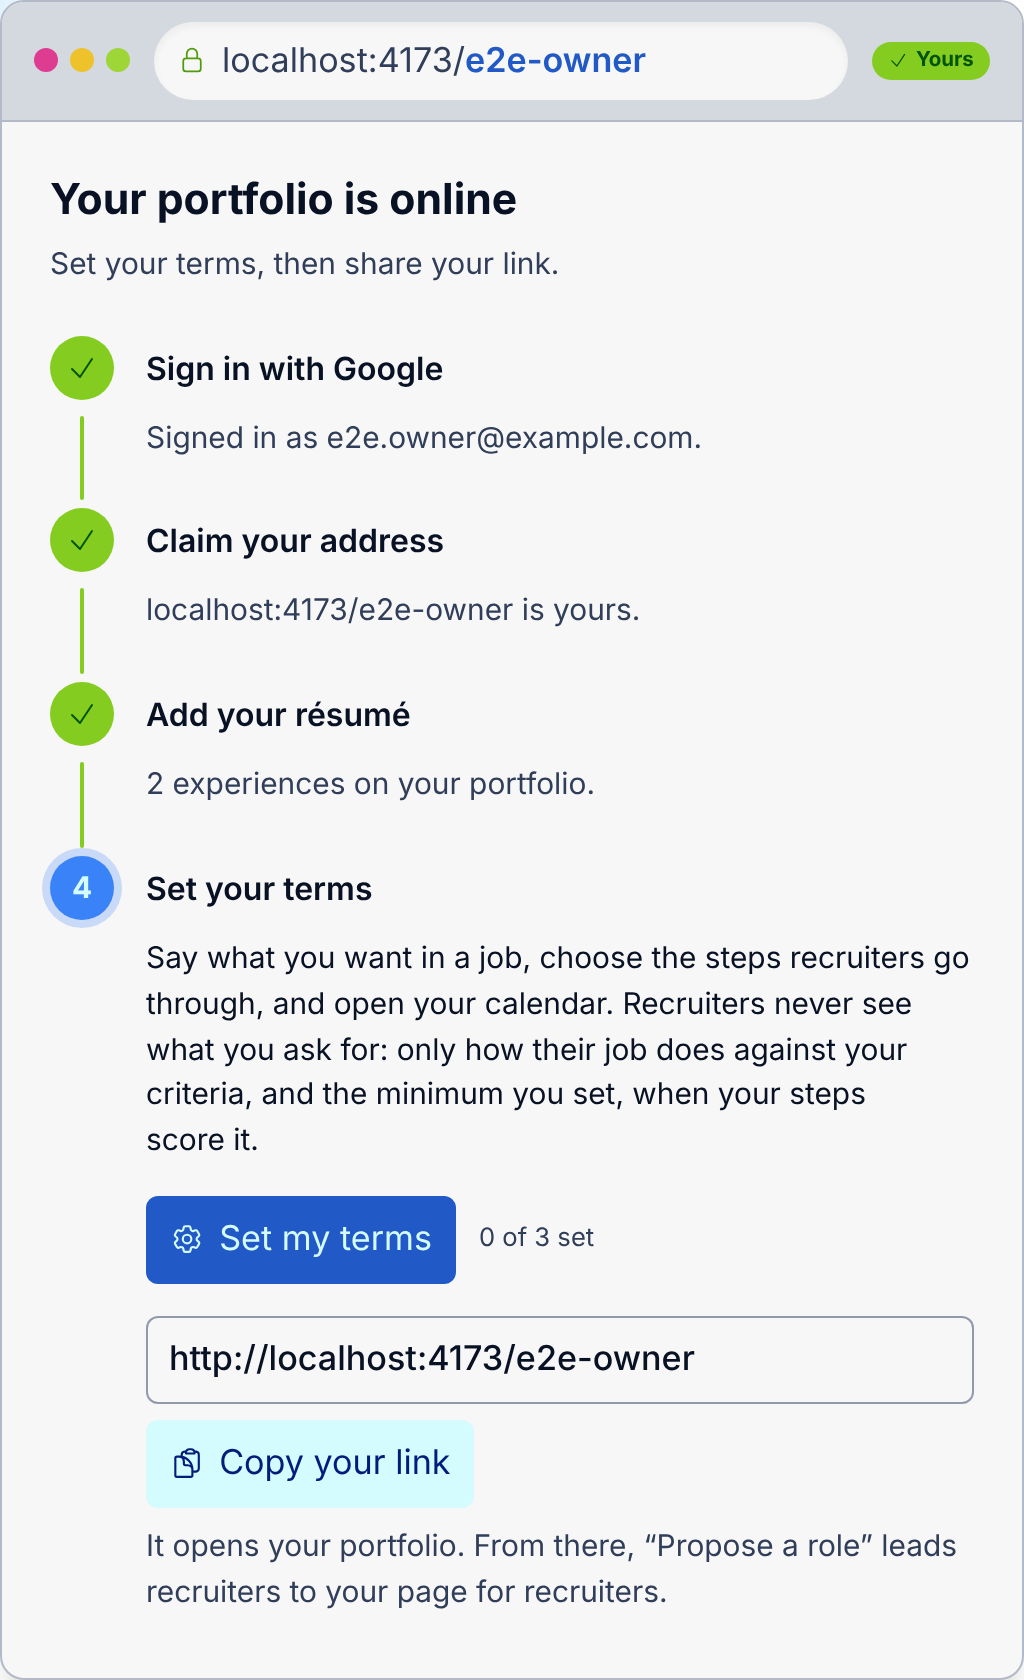 localhost:4173/e2e-owner
Yours
Your portfolio is online
Set your terms, then share your link.
Sign in with Google
Signed in as e2e.owner@example.com.
Claim your address
localhost:4173/e2e-owner is yours.
Add your résumé
2 experiences on your portfolio.
4
Set your terms
Say what you want in a job, choose the steps recruiters go
through, and open your calendar. Recruiters never see
what you ask for: only how their job does against your
criteria, and the minimum you set, when your steps
score it.
Set my terms
0 of 3 set
http://localhost:4173/e2e-owner
Copy your link
It opens your portfolio. From there, “Propose a role” leads
recruiters to your page for recruiters.